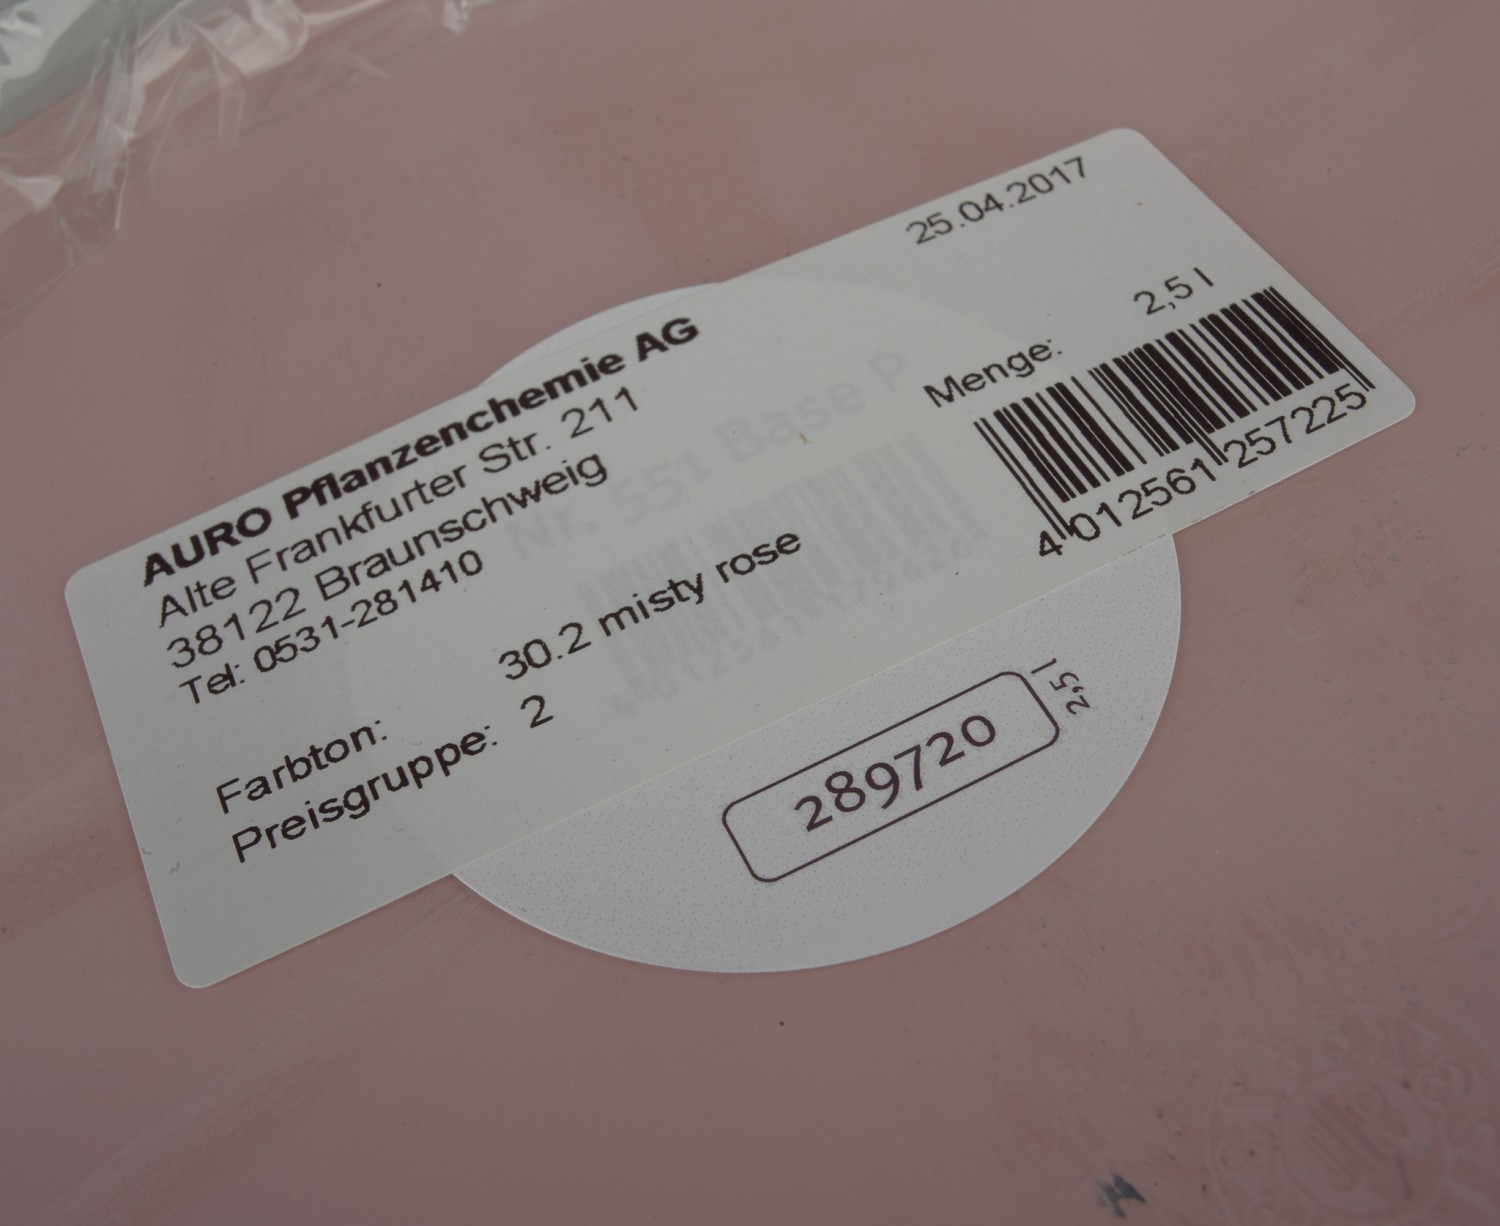 25.04.2017
AURO Pflanzenchemie AG
Alte Frankfurter Str. 211
38122 Braunschweig
Tel: 0531-281410
Menge: 2,5 l
4 012561 257225
Nr. 551 Base P
Farbton: 30.2 misty rose
Preisgruppe: 2
289720
2,5 l